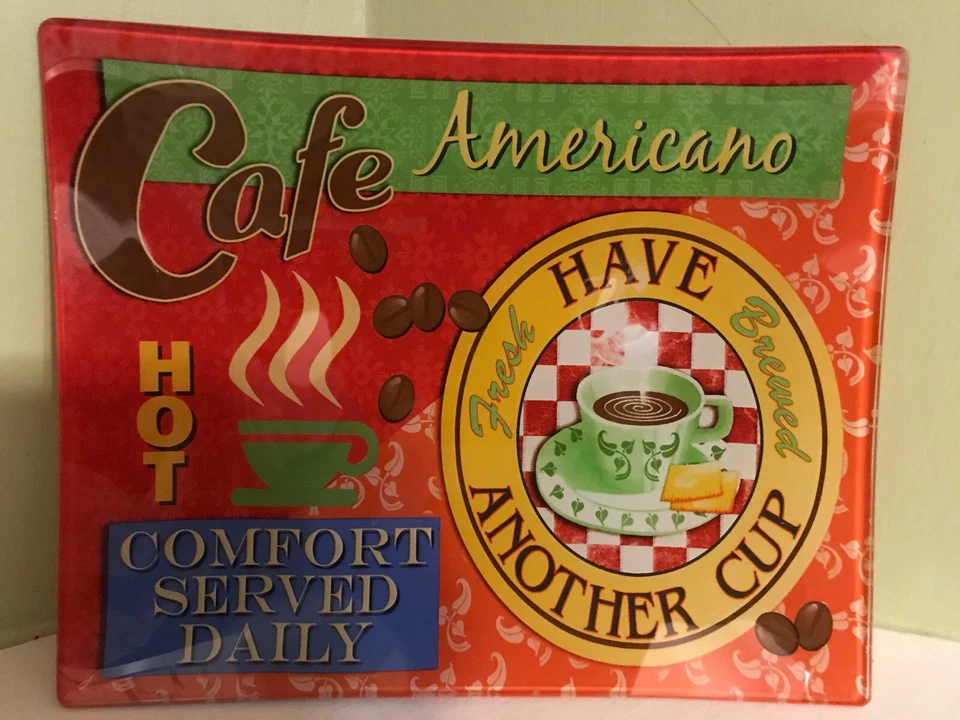 Cafe Americano
HOT
COMFORT
SERVED
DAILY
HAVE
Fresh Brewed
ANOTHER CUP